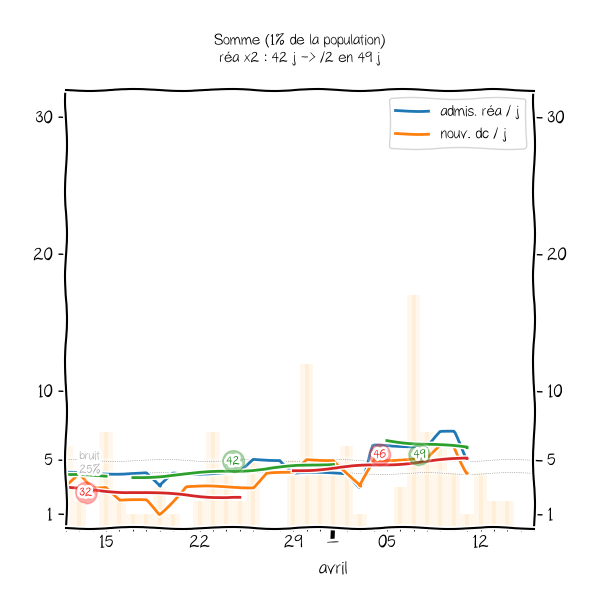 Somme (1% de la population)
réa x2 : 42 j -> /2 en 49 j
admis. réa / j
nouv. dc / j
30 30
20 20
10 10
5 5
1 1
bruit
25%
32
42
46
49
15 22 29 1 05 12
avril